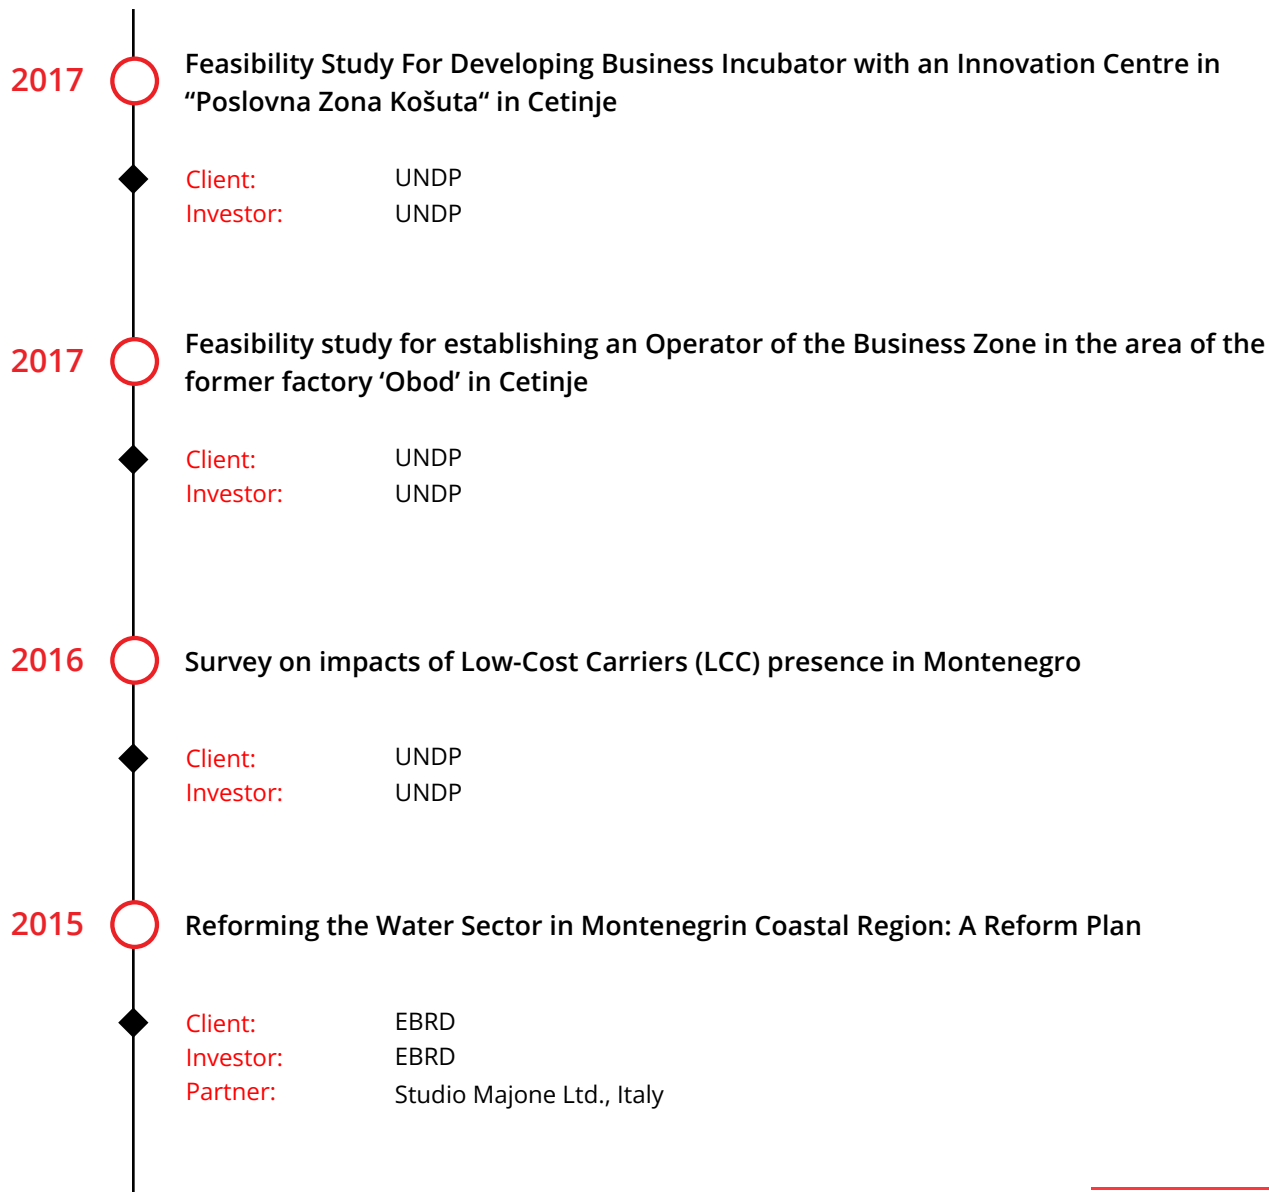 2017
Feasibility Study For Developing Business Incubator with an Innovation Centre in
“Poslovna Zona Košuta“ in Cetinje
Client: UNDP
Investor: UNDP
2017
Feasibility study for establishing an Operator of the Business Zone in the area of the
former factory ‘Obod’ in Cetinje
Client: UNDP
Investor: UNDP
2016
Survey on impacts of Low-Cost Carriers (LCC) presence in Montenegro
Client: UNDP
Investor: UNDP
2015
Reforming the Water Sector in Montenegrin Coastal Region: A Reform Plan
Client: EBRD
Investor: EBRD
Partner: Studio Majone Ltd., Italy